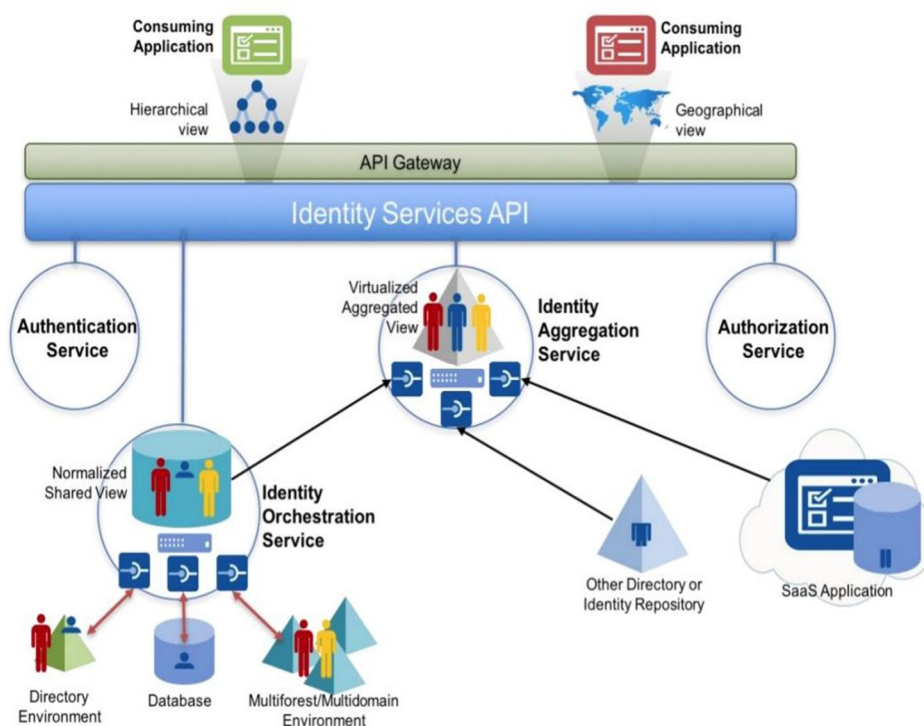 Consuming
Application
Consuming
Application
Hierarchical
view
Geographical
view
API Gateway
Identity Services API
Authentication
Service
Virtualized
Aggregated
View
Identity
Aggregation
Service
Authorization
Service
Normalized
Shared View
Identity
Orchestration
Service
Other Directory or
Identity Repository
SaaS Application
Directory
Environment
Database
Multiforest/Multidomain
Environment